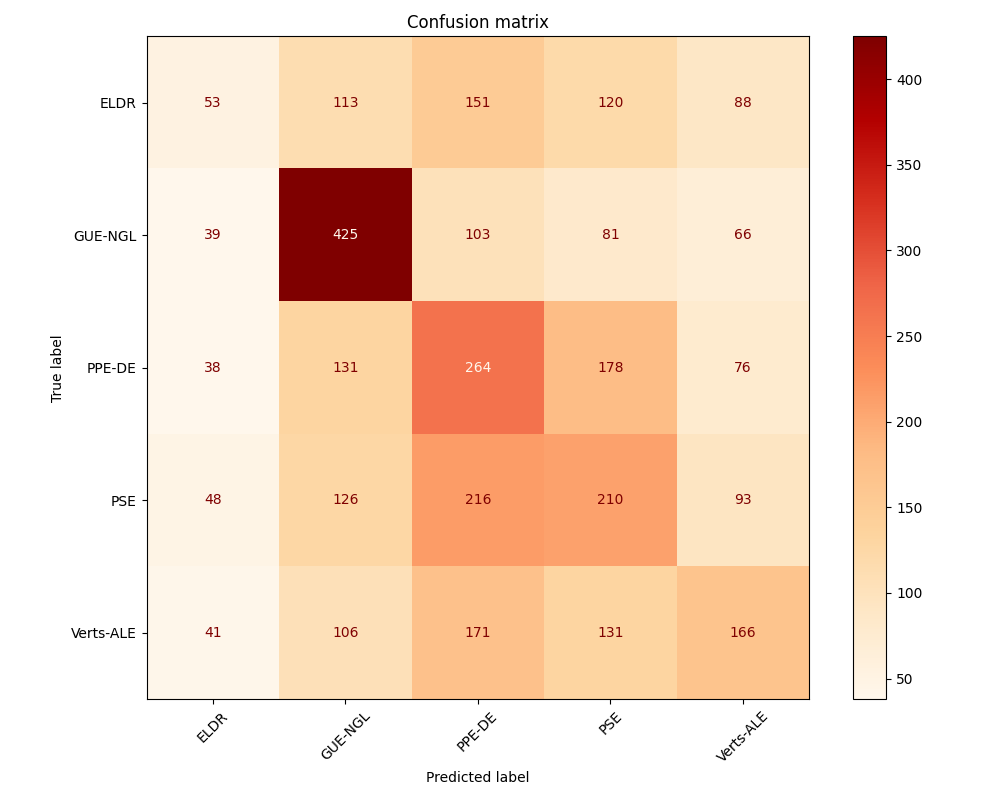 Confusion matrix
True label
ELDR 53 113 151 120 88
GUE-NGL 39 425 103 81 66
PPE-DE 38 131 264 178 76
PSE 48 126 216 210 93
Verts-ALE 41 106 171 131 166
ELDR GUE-NGL PPE-DE PSE Verts-ALE
Predicted label
400
350
300
250
200
150
100
50